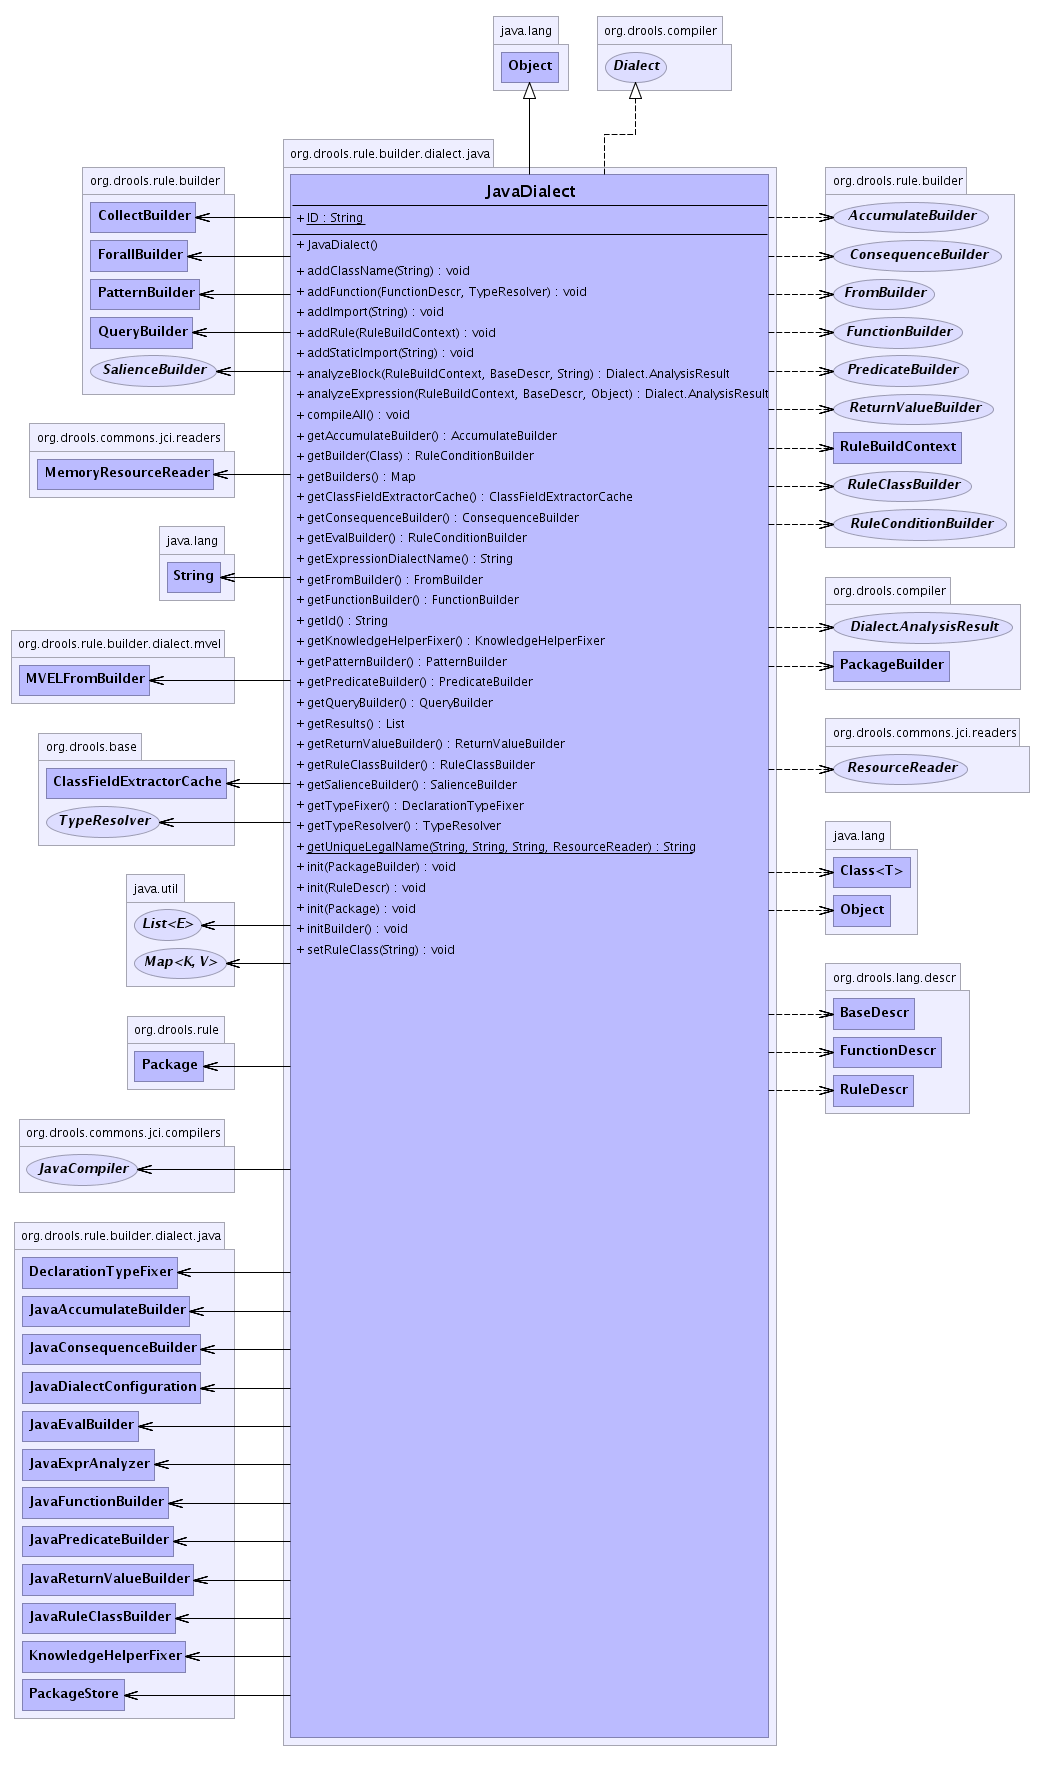 java.lang
Object
org.drools.compiler
Dialect
org.drools.rule.builder
CollectBuilder
ForallBuilder
PatternBuilder
QueryBuilder
SalienceBuilder
org.drools.commons.jci.readers
MemoryResourceReader
java.lang
String
org.drools.rule.builder.dialect.mvel
MVELFromBuilder
org.drools.base
ClassFieldExtractorCache
TypeResolver
java.util
List<E>
Map<K, V>
org.drools.rule
Package
org.drools.commons.jci.compilers
JavaCompiler
org.drools.rule.builder.dialect.java
DeclarationTypeFixer
JavaAccumulateBuilder
JavaConsequenceBuilder
JavaDialectConfiguration
JavaEvalBuilder
JavaExprAnalyzer
JavaFunctionBuilder
JavaPredicateBuilder
JavaReturnValueBuilder
JavaRuleClassBuilder
KnowledgeHelperFixer
PackageStore
org.drools.rule.builder.dialect.java
JavaDialect
+ ID : String
+ JavaDialect()
+ addClassName(String) : void
+ addFunction(FunctionDescr, TypeResolver) : void
+ addImport(String) : void
+ addRule(RuleBuildContext) : void
+ addStaticImport(String) : void
+ analyzeBlock(RuleBuildContext, BaseDescr, String) : Dialect.AnalysisResult
+ analyzeExpression(RuleBuildContext, BaseDescr, Object) : Dialect.AnalysisResult
+ compileAll() : void
+ getAccumulateBuilder() : AccumulateBuilder
+ getBuilder(Class) : RuleConditionBuilder
+ getBuilders() : Map
+ getClassFieldExtractorCache() : ClassFieldExtractorCache
+ getConsequenceBuilder() : ConsequenceBuilder
+ getEvalBuilder() : RuleConditionBuilder
+ getExpressionDialectName() : String
+ getFromBuilder() : FromBuilder
+ getFunctionBuilder() : FunctionBuilder
+ getId() : String
+ getKnowledgeHelperFixer() : KnowledgeHelperFixer
+ getPatternBuilder() : PatternBuilder
+ getPredicateBuilder() : PredicateBuilder
+ getQueryBuilder() : QueryBuilder
+ getResults() : List
+ getReturnValueBuilder() : ReturnValueBuilder
+ getRuleClassBuilder() : RuleClassBuilder
+ getSalienceBuilder() : SalienceBuilder
+ getTypeFixer() : DeclarationTypeFixer
+ getTypeResolver() : TypeResolver
+ getUniqueLegalName(String, String, String, ResourceReader) : String
+ init(PackageBuilder) : void
+ init(RuleDescr) : void
+ init(Package) : void
+ initBuilder() : void
+ setRuleClass(String) : void
org.drools.rule.builder
AccumulateBuilder
ConsequenceBuilder
FromBuilder
FunctionBuilder
PredicateBuilder
ReturnValueBuilder
RuleBuildContext
RuleClassBuilder
RuleConditionBuilder
org.drools.compiler
Dialect.AnalysisResult
PackageBuilder
org.drools.commons.jci.readers
ResourceReader
java.lang
Class<T>
Object
org.drools.lang.descr
BaseDescr
FunctionDescr
RuleDescr